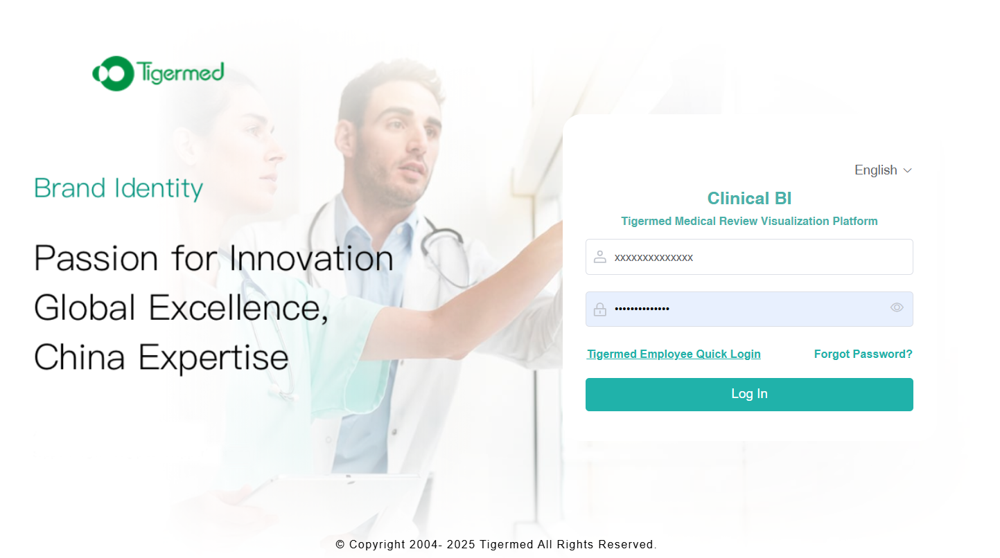 Tigermed
Brand Identity
Passion for Innovation
Global Excellence,
China Expertise
English
Clinical BI
Tigermed Medical Review Visualization Platform
xxxxxxxxxxxxxx
••••••••••••••
Tigermed Employee Quick Login
Forgot Password?
Log In
© Copyright 2004- 2025 Tigermed All Rights Reserved.